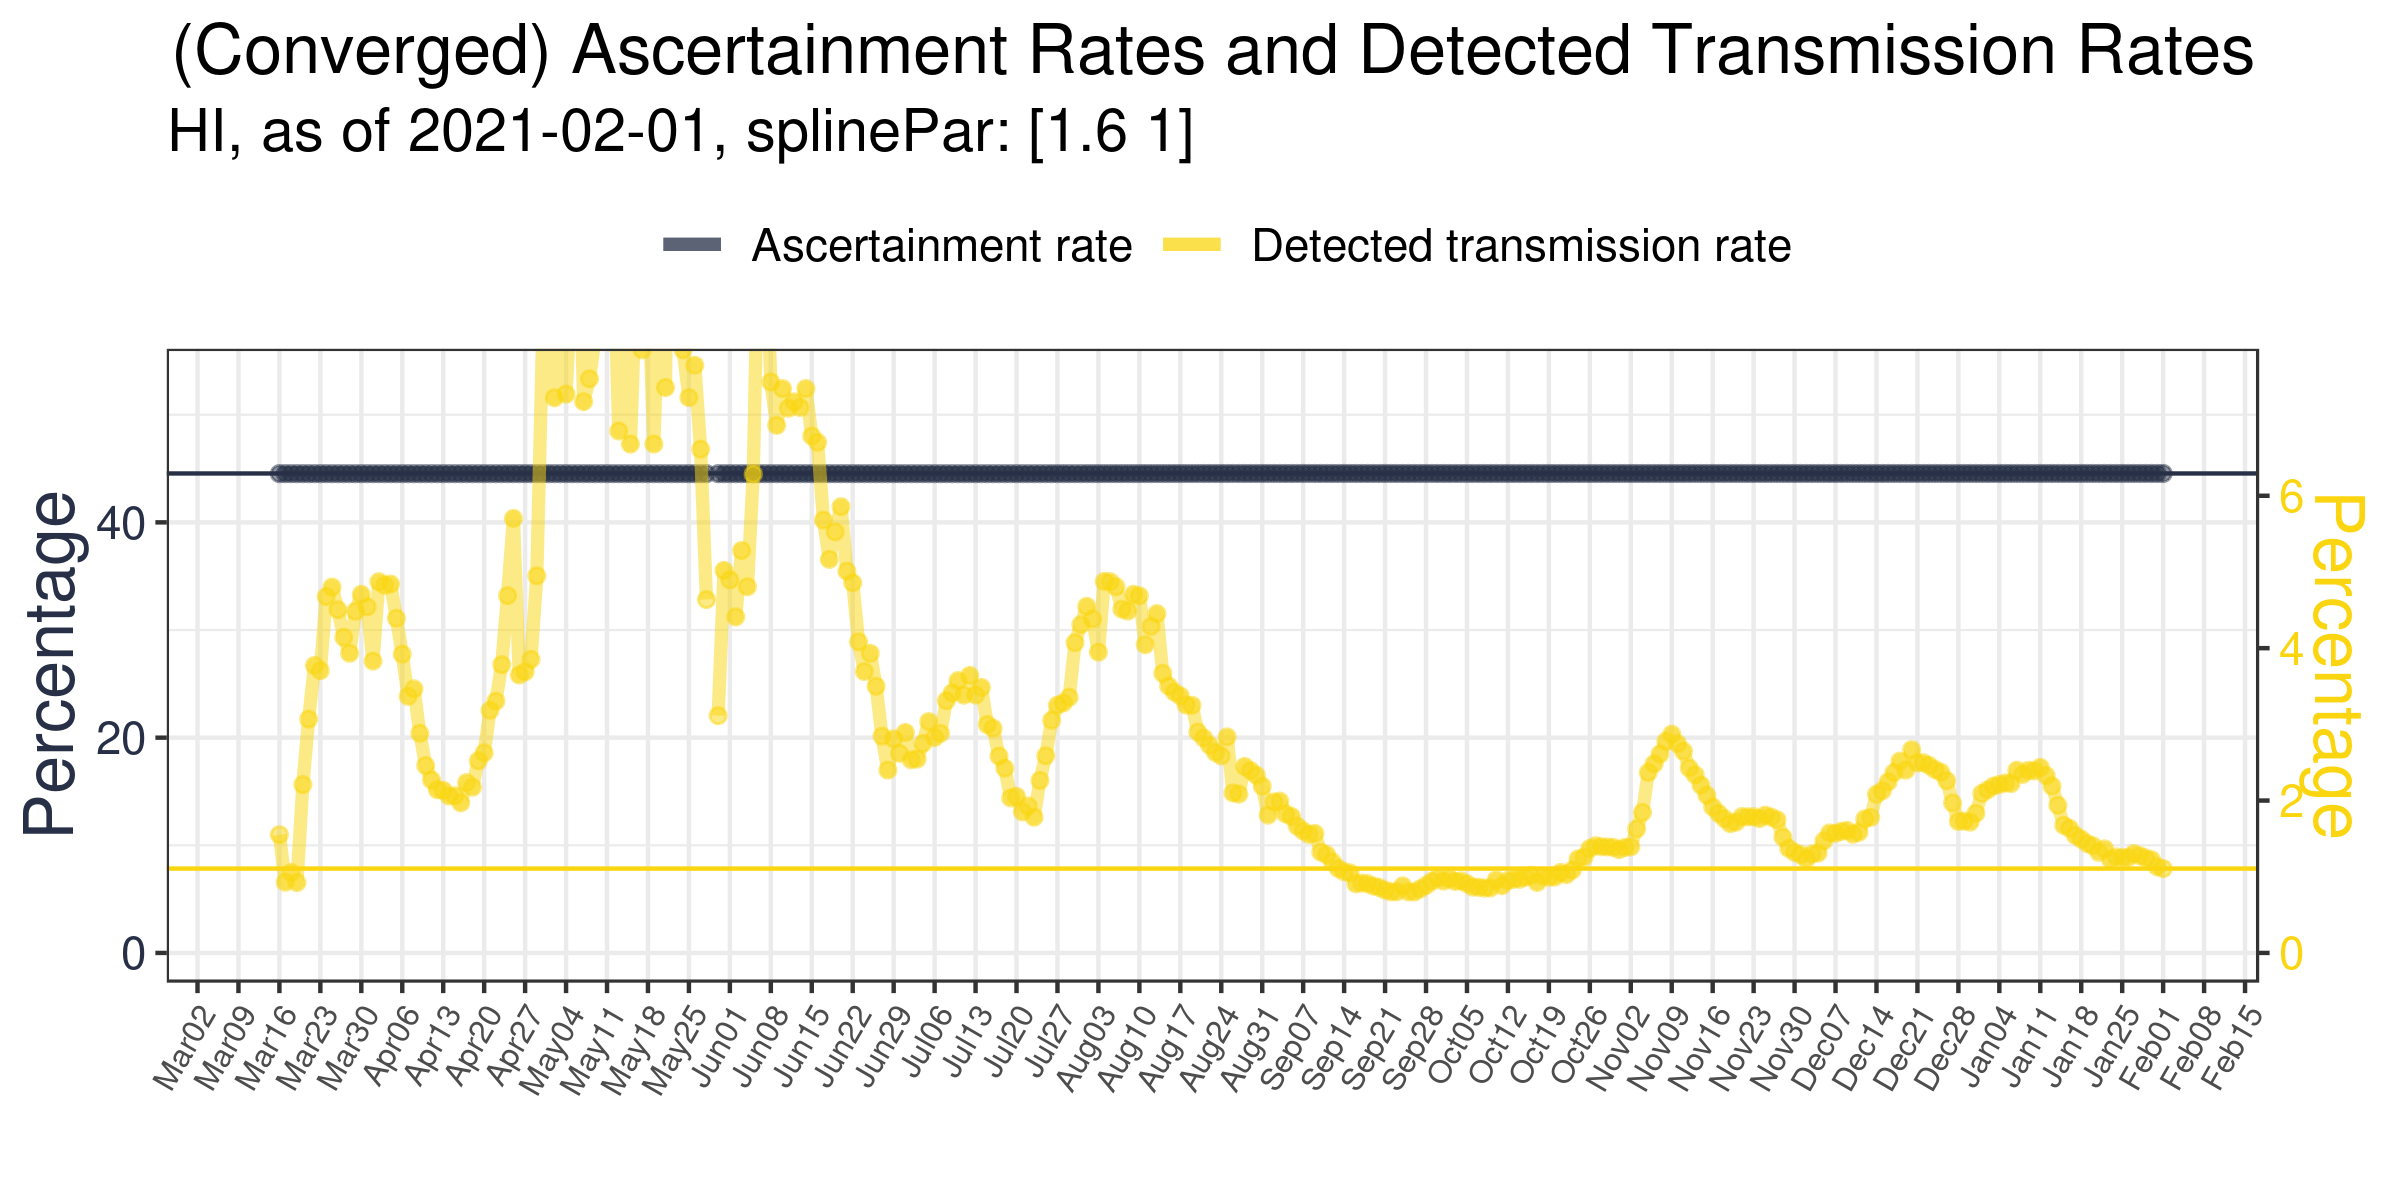 (Converged) Ascertainment Rates and Detected Transmission Rates
HI, as of 2021-02-01, splinePar: [1.6 1]
Ascertainment rate
Detected transmission rate
Percentage
40
20
0
6
4
2
0
Percentage
Mar02
Mar09
Mar16
Mar23
Mar30
Apr06
Apr13
Apr20
Apr27
May04
May11
May18
May25
Jun01
Jun08
Jun15
Jun22
Jun29
Jul06
Jul13
Jul20
Jul27
Aug03
Aug10
Aug17
Aug24
Aug31
Sep07
Sep14
Sep21
Sep28
Oct05
Oct12
Oct19
Oct26
Nov02
Nov09
Nov16
Nov23
Nov30
Dec07
Dec14
Dec21
Dec28
Jan04
Jan11
Jan18
Jan25
Feb01
Feb08
Feb15